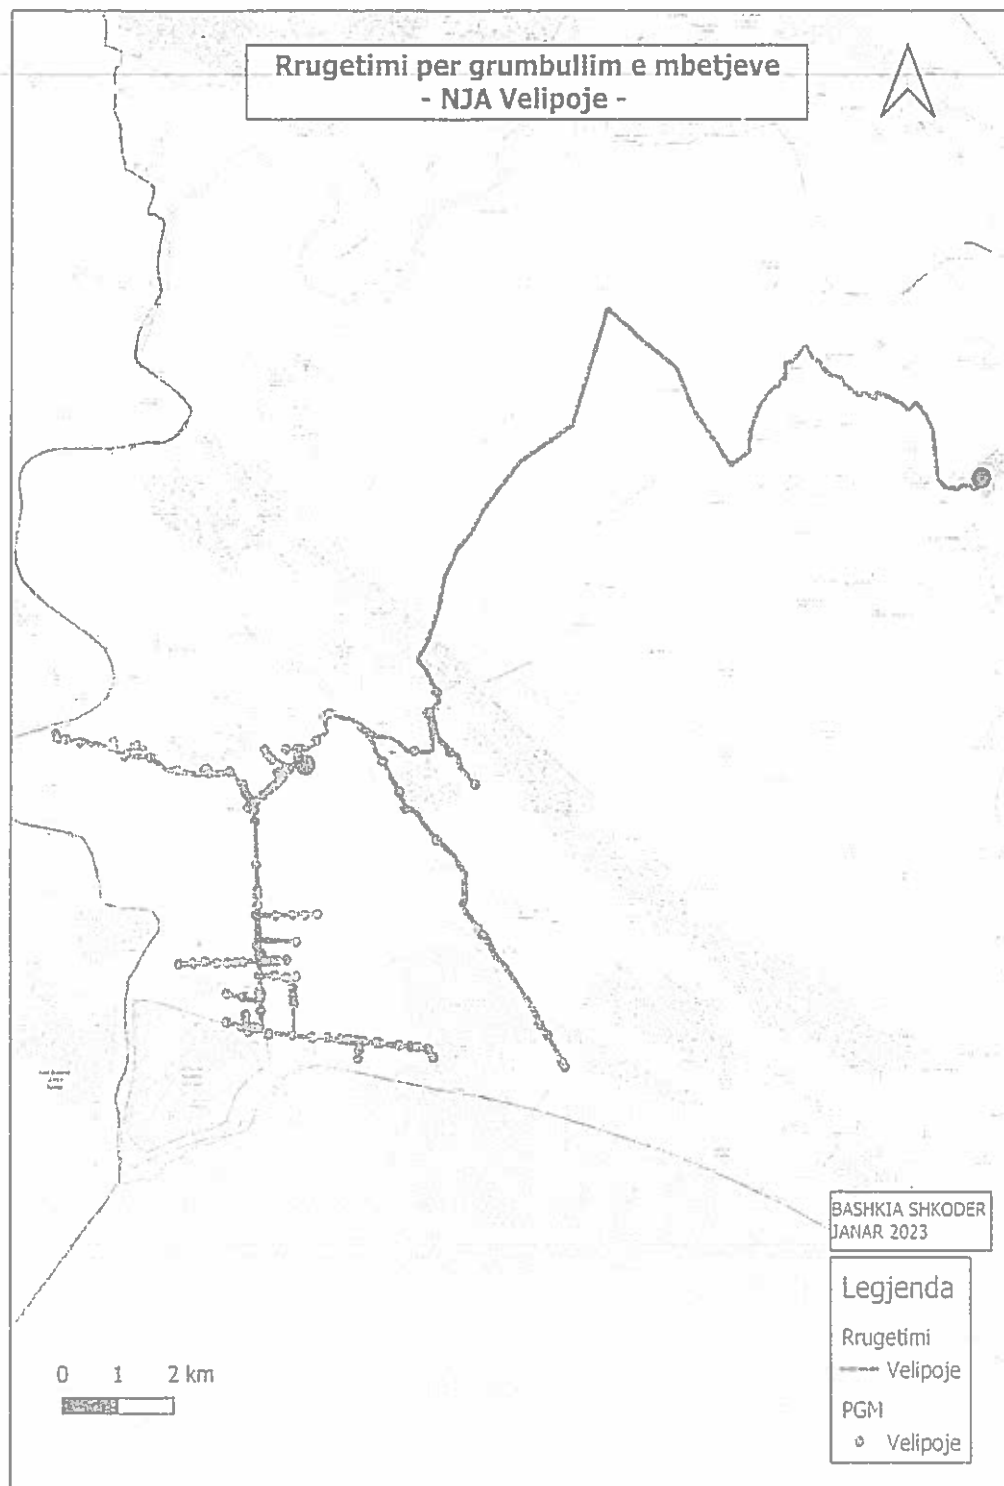 Rrugetimi per grumbullim e mbetjeve
- NJA Velipoje -
BASHKIA SHKODER
JANAR 2023
Legjenda
Rrugetimi
Velipoje
PGM
Velipoje
0 1 2 km